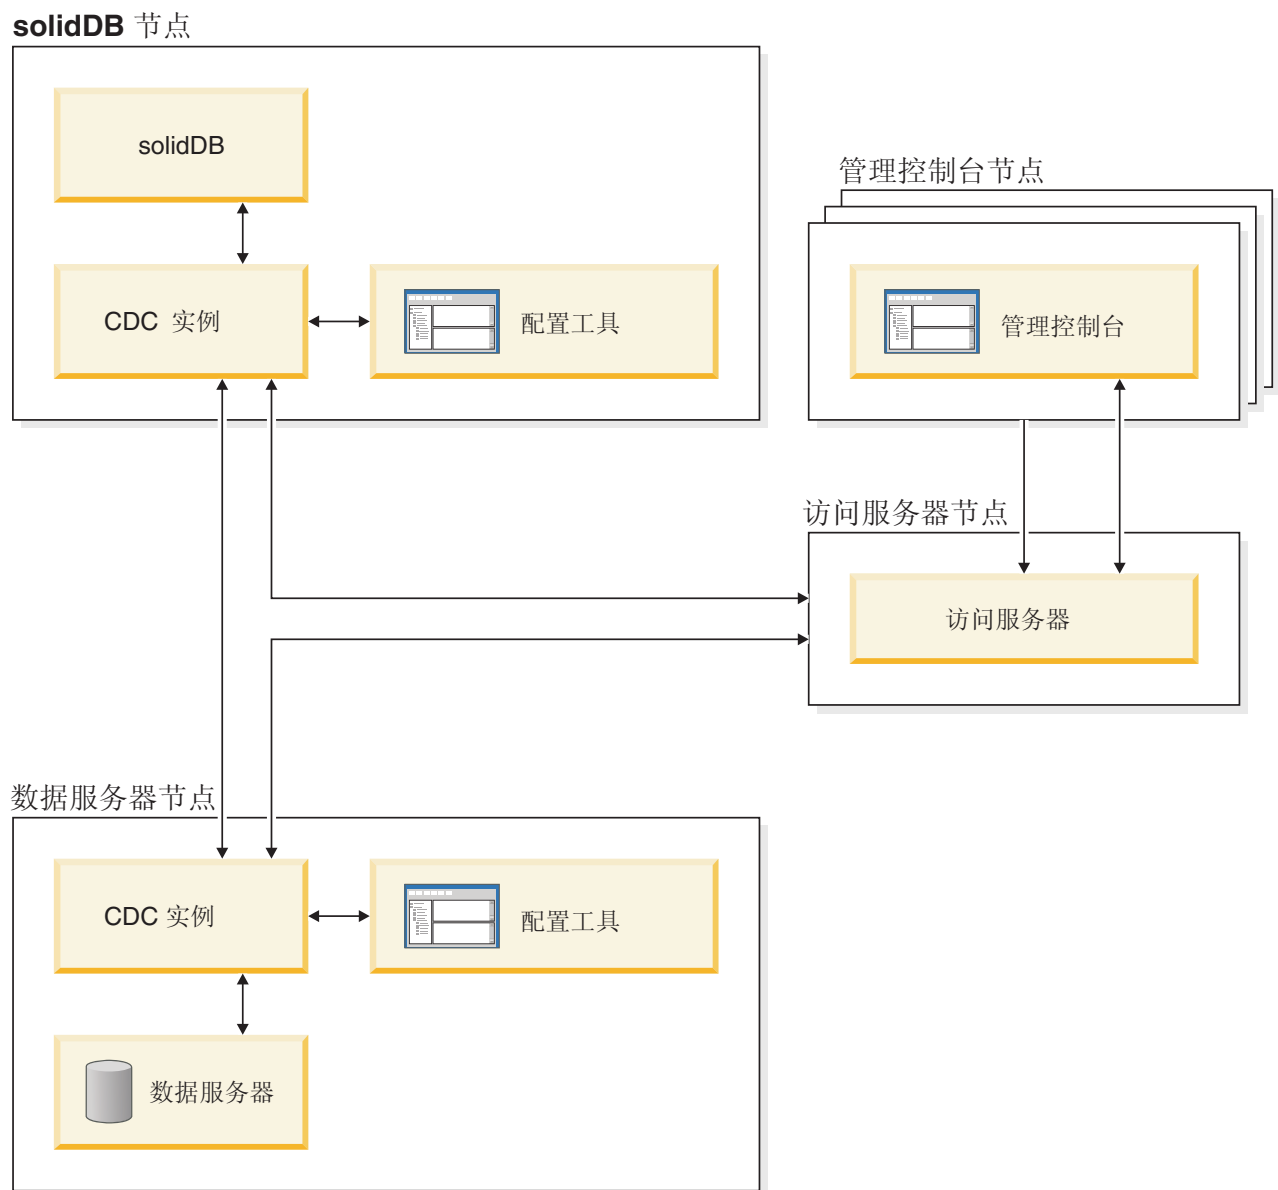 solidDB 节点
solidDB
CDC 实例
配置工具
管理控制台节点
管理控制台
访问服务器节点
访问服务器
数据服务器节点
CDC 实例
配置工具
数据服务器